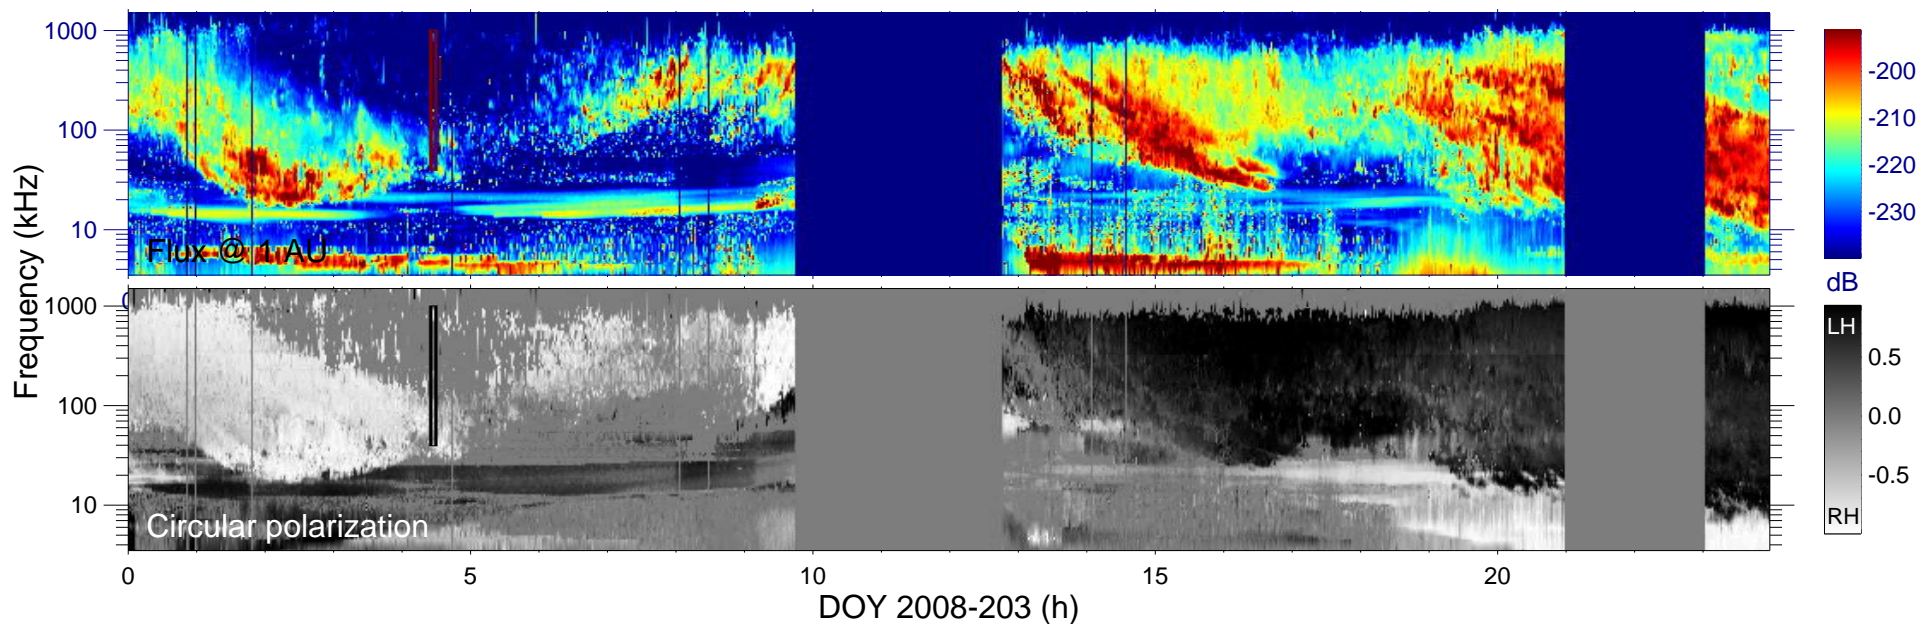 1000
100
10
Frequency (kHz)
Flux @ 1 AU
-200
-210
-220
-230
dB
0
1000
100
10
Circular polarization
LH
0.5
0.0
-0.5
RH
0
5
10
15
20
DOY 2008-203 (h)